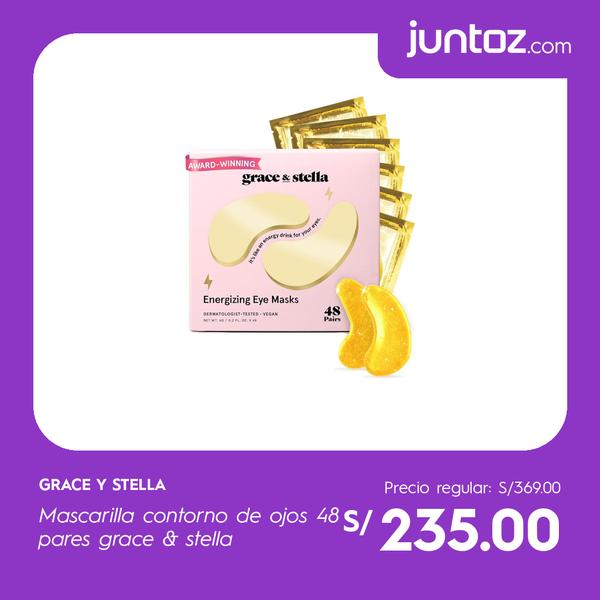 juntoz.com
AWARD-WINNING
grace & stella
It's like an energy drink for your eyes.
Energizing Eye Masks
DERMATOLOGIST-TESTED • VEGAN
48
Pairs
GRACE Y STELLA
Mascarilla contorno de ojos 48
pares grace & stella
Precio regular: S/369.00
S/ 235.00